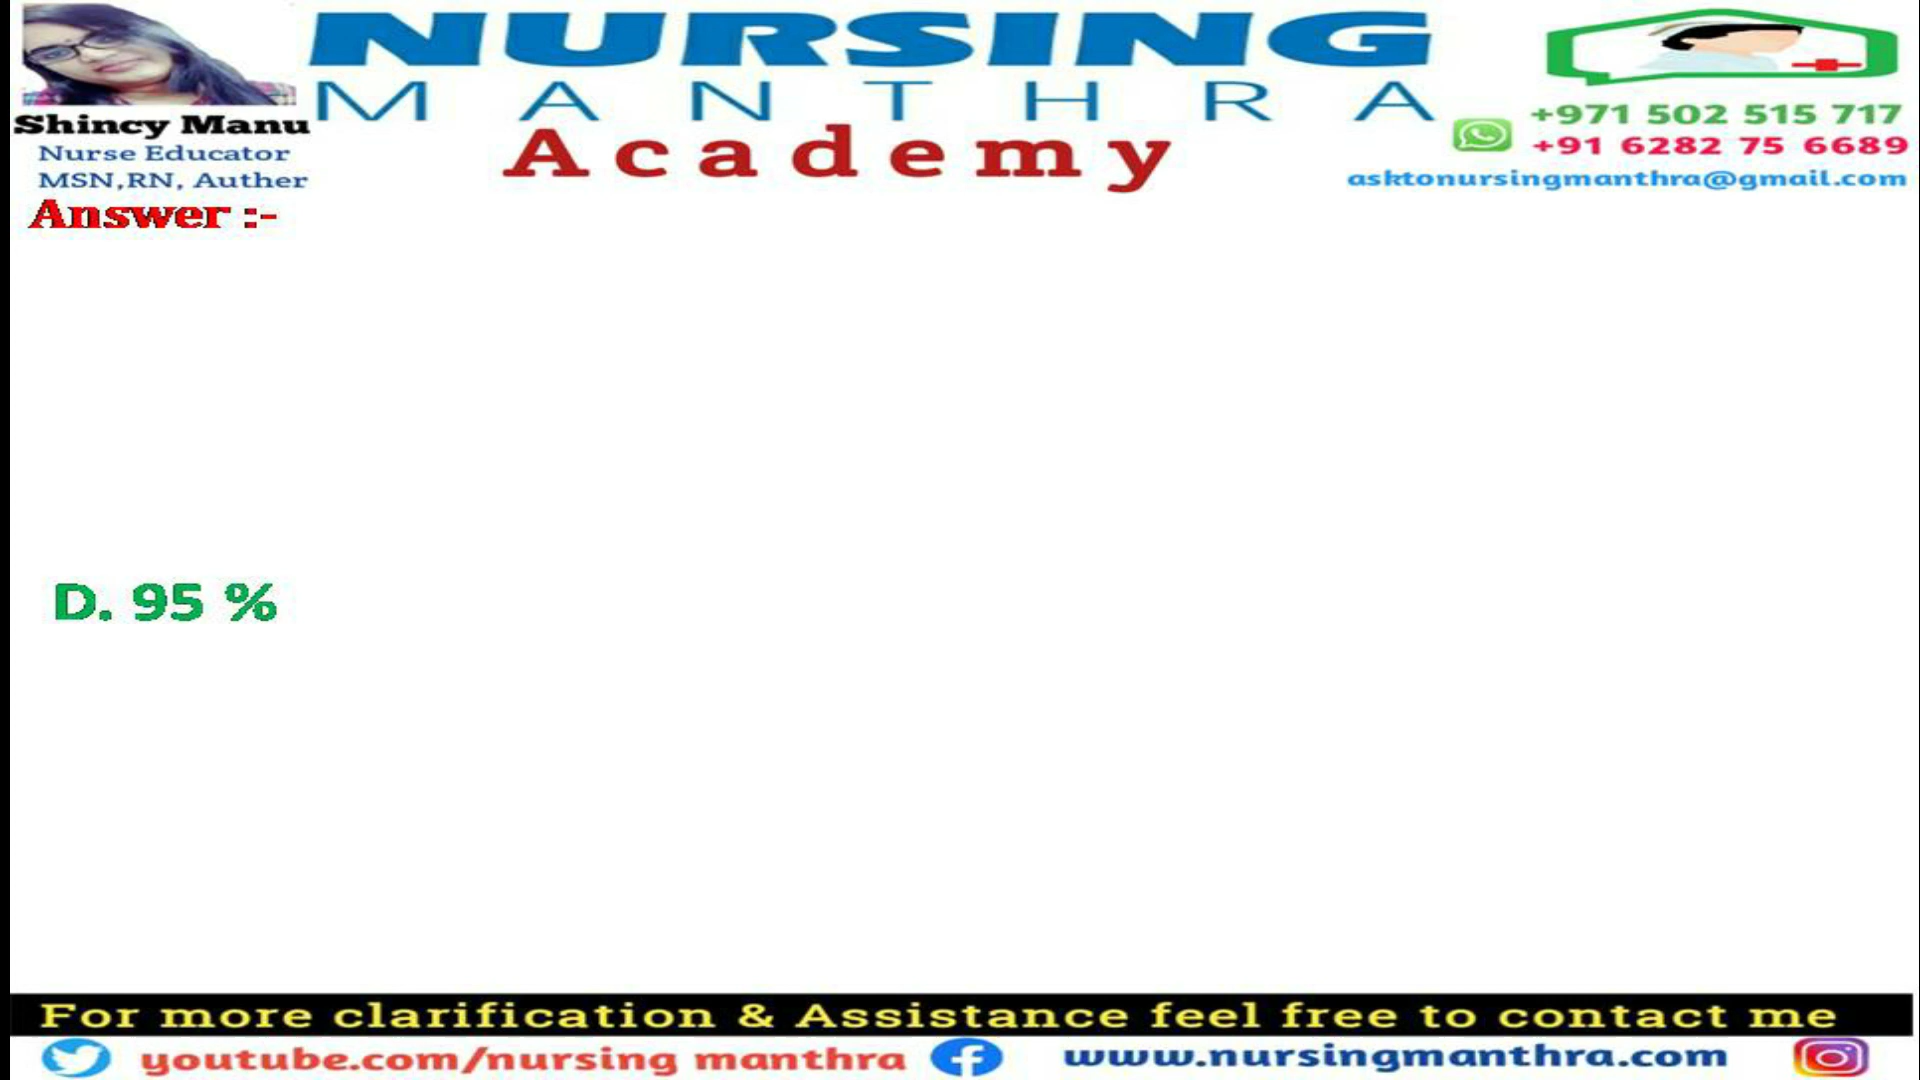 NURSING
MANTHRA
Academy
Shincy Manu
Nurse Educator
MSN,RN, Auther
+971 502 515 717
+91 6282 75 6689
asktonursingmanthra@gmail.com
Answer :-
D. 95 %
For more clarification & Assistance feel free to contact me
youtube.com/nursing manthra
www.nursingmanthra.com